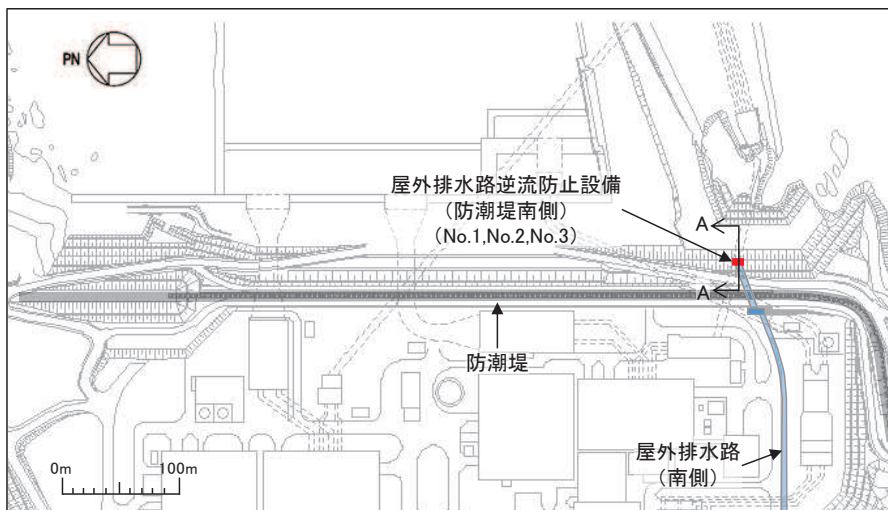 PN
屋外排水路逆流防止設備
（防潮堤南側）
（No.1,No.2,No.3）
A
A
防潮堤
屋外排水路
（南側）
0m
100m